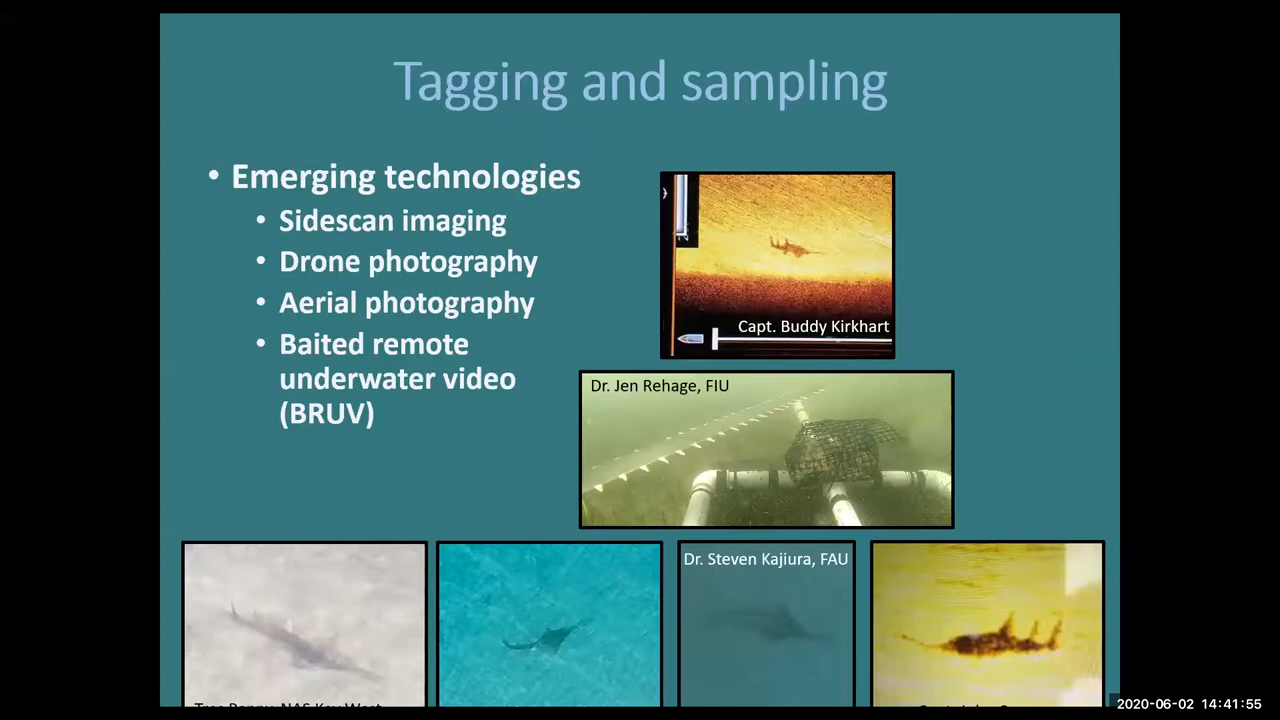 Tagging and sampling
• Emerging technologies
• Sidescan imaging
• Drone photography
• Aerial photography
• Baited remote
underwater video
(BRUV)
Capt. Buddy Kirkhart
Dr. Jen Rehage, FIU
Dr. Steven Kajiura, FAU
2020-06-02 14:41:55